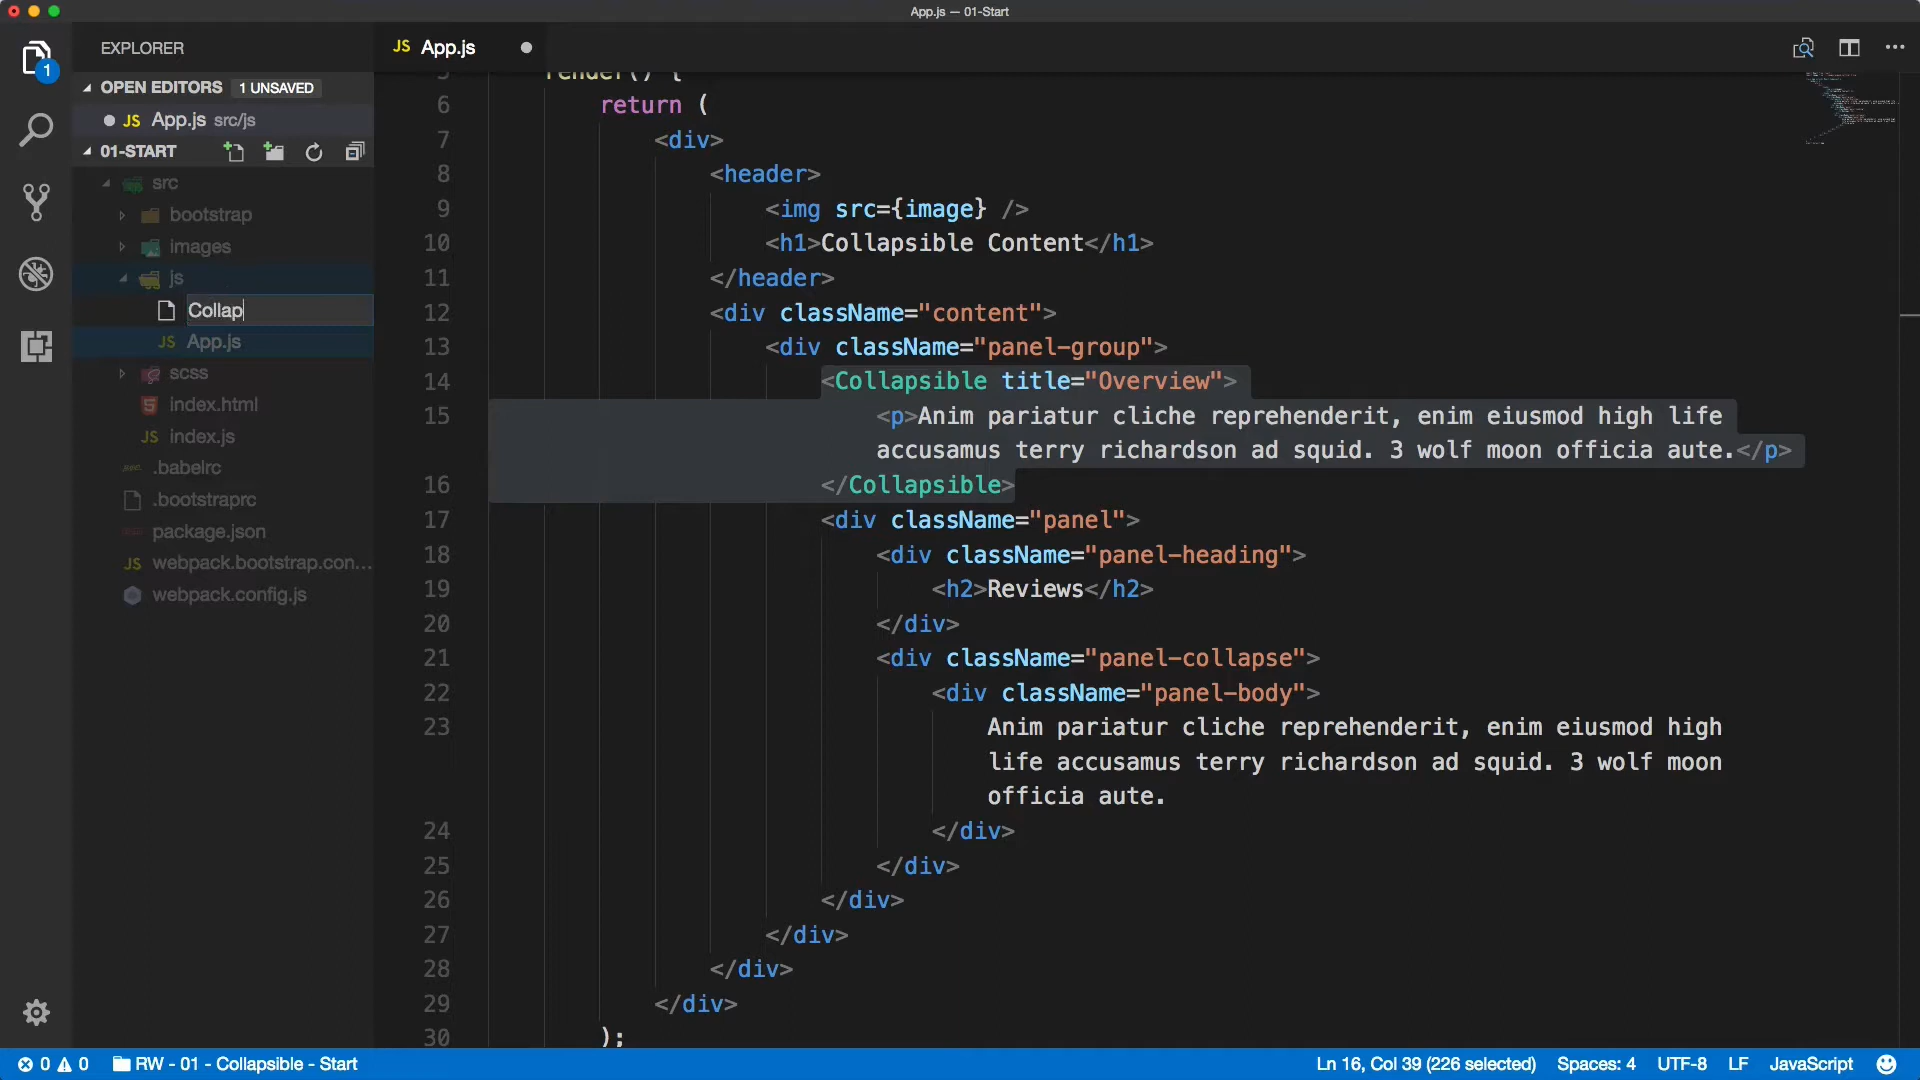 App.js — 01-Start
EXPLORER
OPEN EDITORS 1 UNSAVED
JS App.js src/js
01-START
src
bootstrap
images
js
Collap
JS App.js
scss
index.html
JS index.js
.babelrc
.bootstraprc
package.json
JS webpack.bootstrap.con...
webpack.config.js
1
JS App.js
render() {
6 return (
7 <div>
8 <header>
9 <img src={image} />
10 <h1>Collapsible Content</h1>
11 </header>
12 <div className="content">
13 <div className="panel-group">
14 <Collapsible title="Overview">
15 <p>Anim pariatur cliche reprehenderit, enim eiusmod high life
accusamus terry richardson ad squid. 3 wolf moon officia aute.</p>
16 </Collapsible>
17 <div className="panel">
18 <div className="panel-heading">
19 <h2>Reviews</h2>
20 </div>
21 <div className="panel-collapse">
22 <div className="panel-body">
23 Anim pariatur cliche reprehenderit, enim eiusmod high
life accusamus terry richardson ad squid. 3 wolf moon
officia aute.
24 </div>
25 </div>
26 </div>
27 </div>
28 </div>
29 </div>
30 );
0 0 RW - 01 - Collapsible - Start
Ln 16, Col 39 (226 selected) Spaces: 4 UTF-8 LF JavaScript